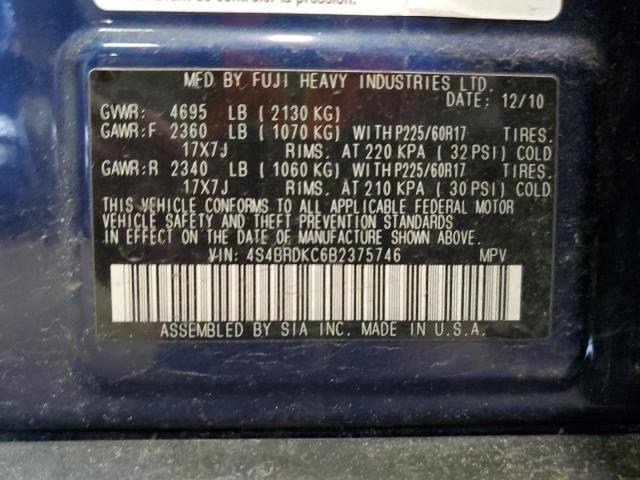 contrôler la pression.
MFD BY FUJI HEAVY INDUSTRIES LTD.
DATE: 12/10
GVWR: 4695 LB ( 2130 KG)
GAWR:F 2360 LB ( 1070 KG) WITH P225/60R17 TIRES.
17X7J RIMS. AT 220 KPA ( 32 PSI) COLD
GAWR:R 2340 LB ( 1060 KG) WITH P225/60R17 TIRES.
17X7J RIMS. AT 210 KPA ( 30 PSI) COLD
THIS VEHICLE CONFORMS TO ALL APPLICABLE FEDERAL MOTOR
VEHICLE SAFETY AND THEFT PREVENTION STANDARDS
IN EFFECT ON THE DATE OF MANUFACTURE SHOWN ABOVE.
VIN: 4S4BRDKC6B2375746 MPV
ASSEMBLED BY SIA INC. MADE IN U.S.A.